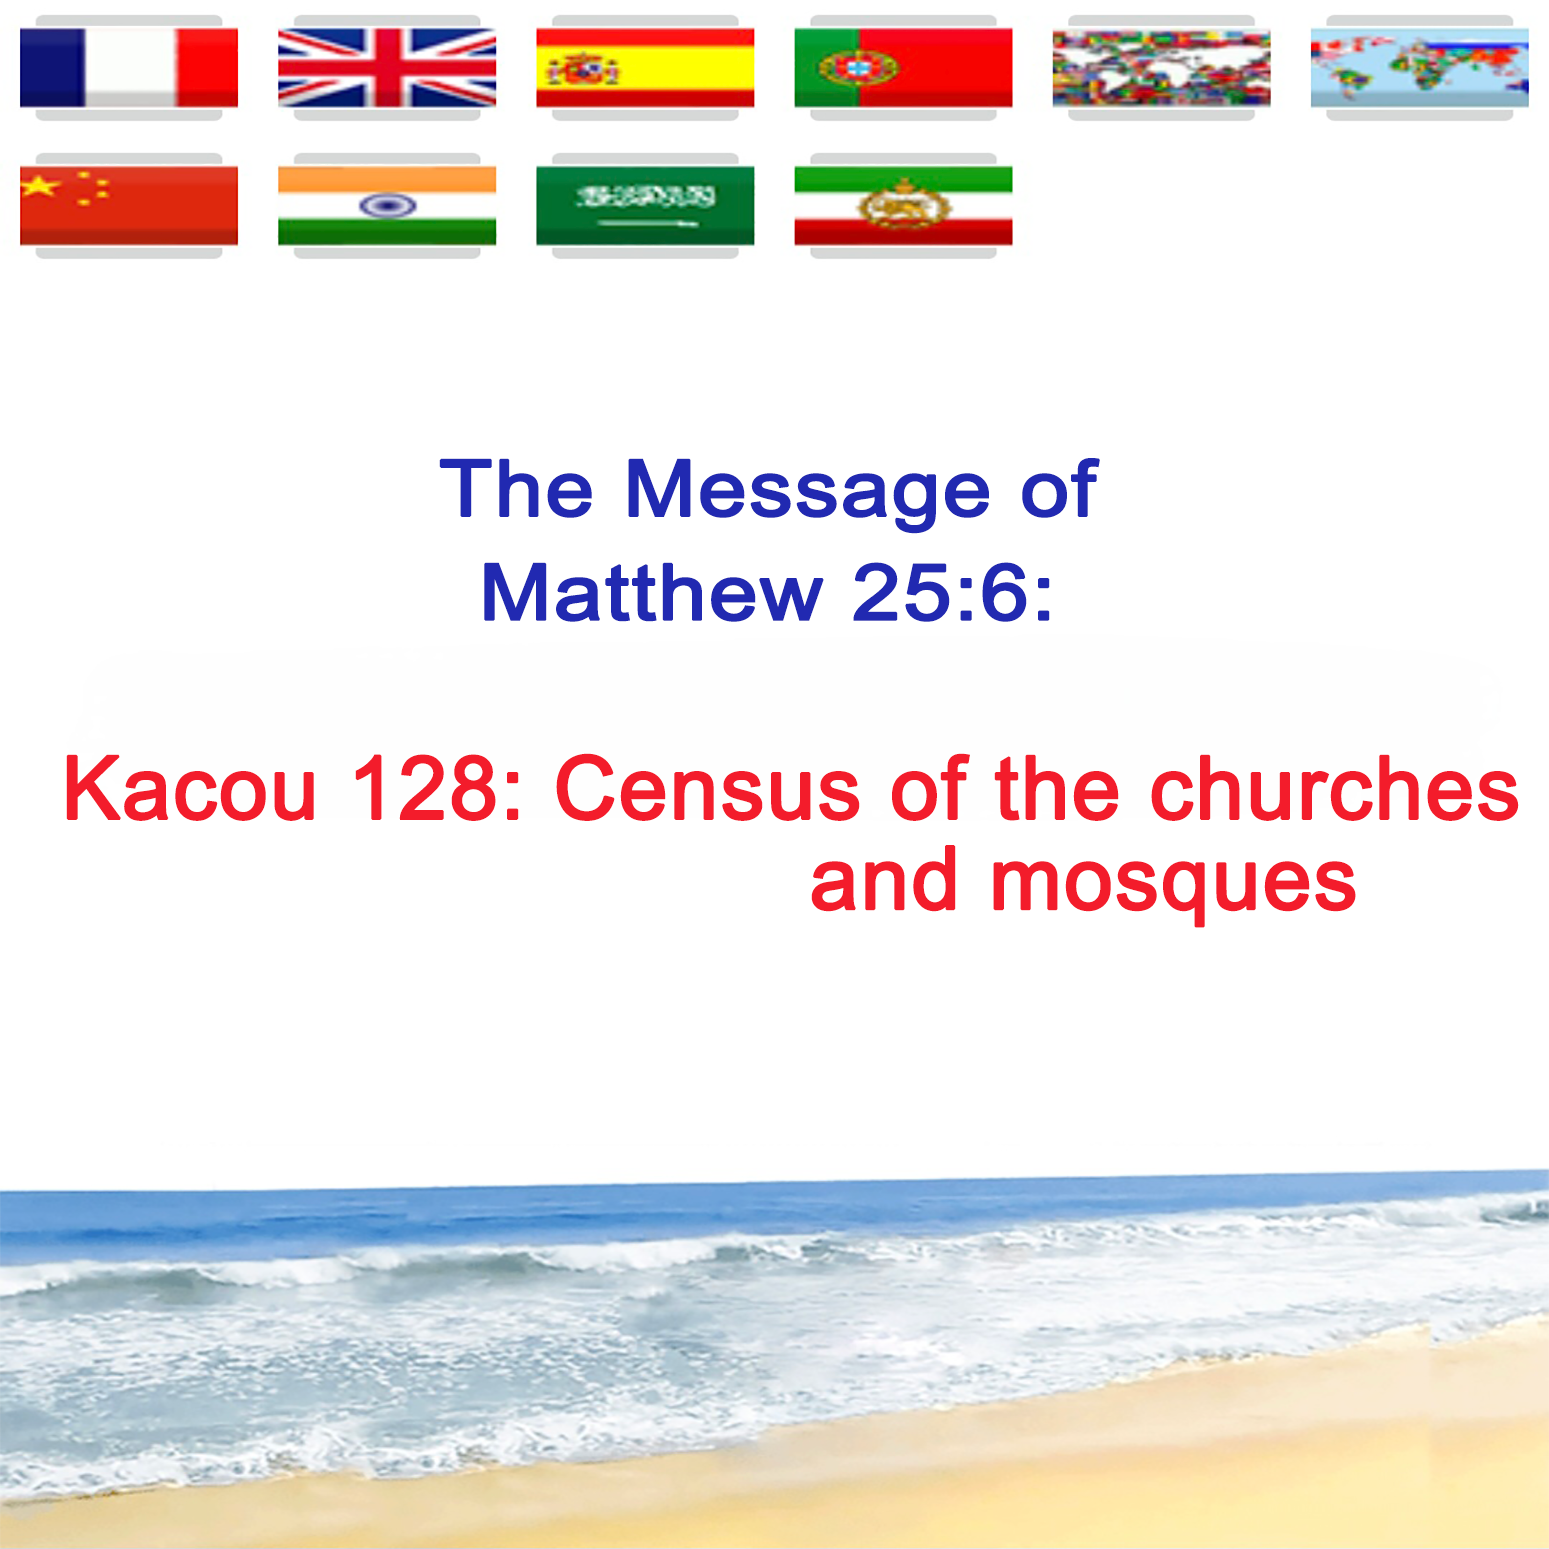 The Message of
Matthew 25:6:
Kacou 128: Census of the churches
and mosques